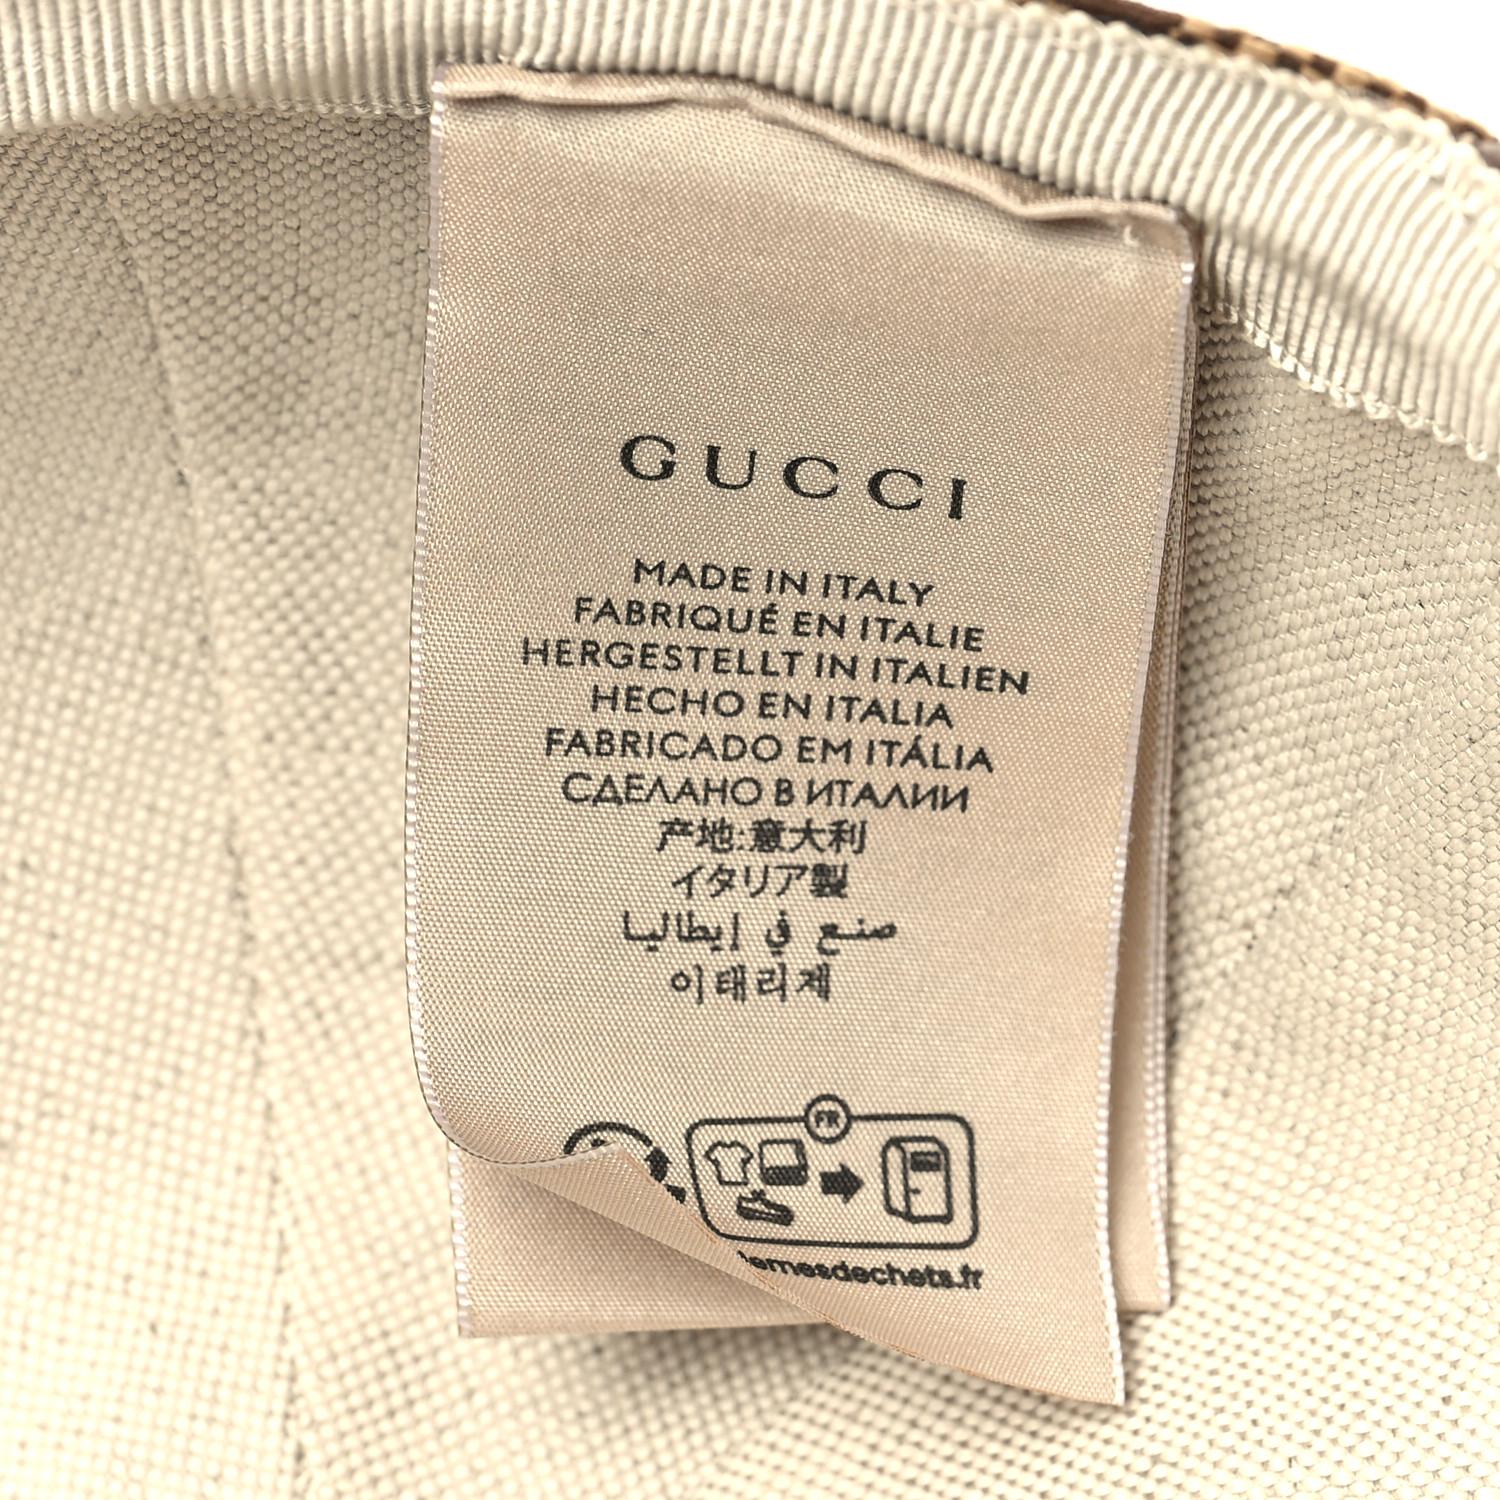 GUCCI
MADE IN ITALY
FABRIQUÉ EN ITALIE
HERGESTELLT IN ITALIEN
HECHO EN ITALIA
FABRICADO EM ITÁLIA
СДЕЛАНО В ИТАЛИИ
产地:意大利
イタリア製
صنع في إيطاليا
이태리제
FR